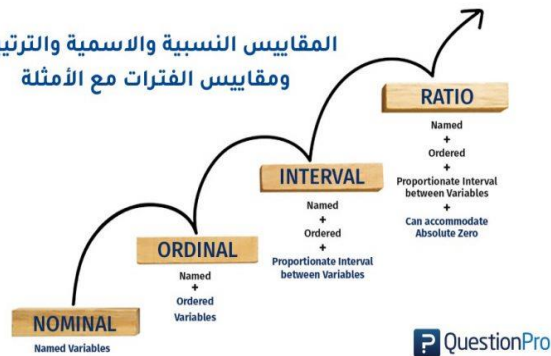 المقاييس النسبية والاسمية
ومقاييس الفترات مع الأمثلة
RATIO
Named
+
Ordered
+
Proportionate Interval
between Variables
+
Can accommodate
Absolute Zero
INTERVAL
Named
+
Ordered
+
Proportionate Interval
between Variables
ORDINAL
Named
+
Ordered
Variables
NOMINAL
Named Variables
QuestionPro